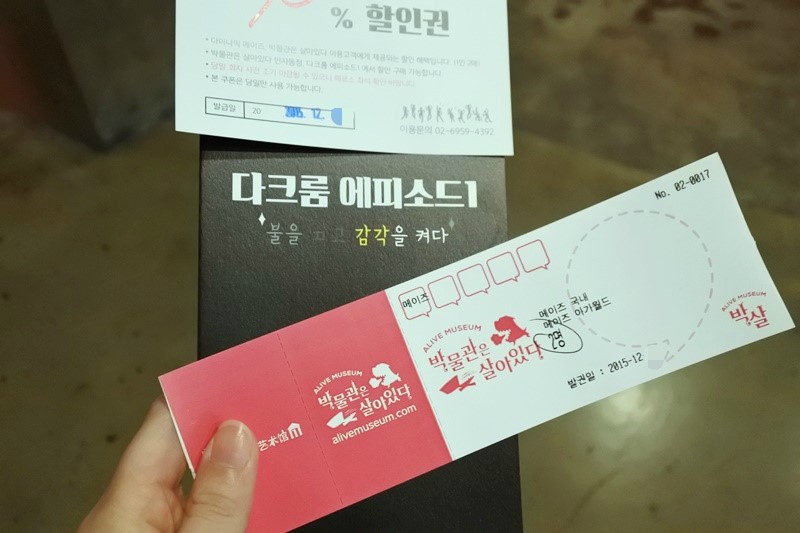 % 할인권
• 다이나믹 메이즈, 박물관은 살아있다 이용고객에게 제공되는 할인 혜택입니다.
• 박물관은 살아있다 인사동점, 다크룸 에피소드1 에서 할인 구매 가능합니다.
• 본 쿠폰은 당일만 사용 가능합니다.
발급일 20 2015. 12.
이용문의 02-6959-4392
다크룸 에피소드1
불을 끄고 감각을 켜다
No. 02-0017
메이즈
메이즈 국내
메이즈 마가월드
2명
ALIVE MUSEUM
박물관은 살아있다
발권일 : 2015-12
ALIVE MUSEUM
박살
ALIVE MUSEUM
박물관은 살아있다
alivemuseum.com
艺术馆